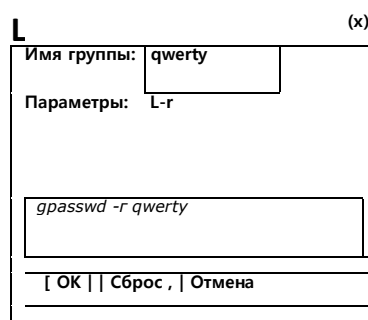 L (x)
Имя группы: qwerty
Параметры: L-r
gpasswd -r qwerty
[ OK | | Сброс , | Отмена